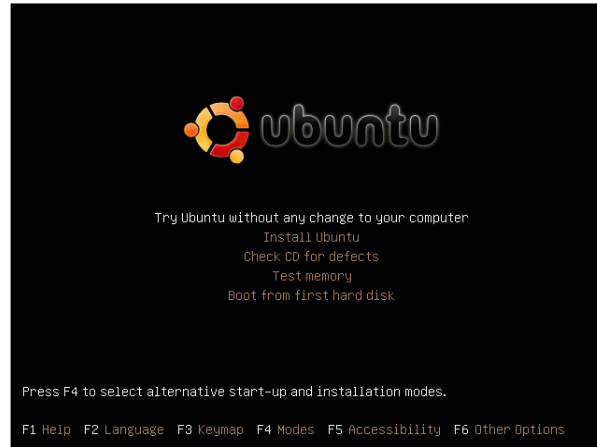 ubuntu
Try Ubuntu without any change to your computer
Install Ubuntu
Check CD for defects
Test memory
Boot from first hard disk
Press F4 to select alternative start-up and installation modes.
F1 Help F2 Language F3 Keymap F4 Modes F5 Accessibility F6 Other Options